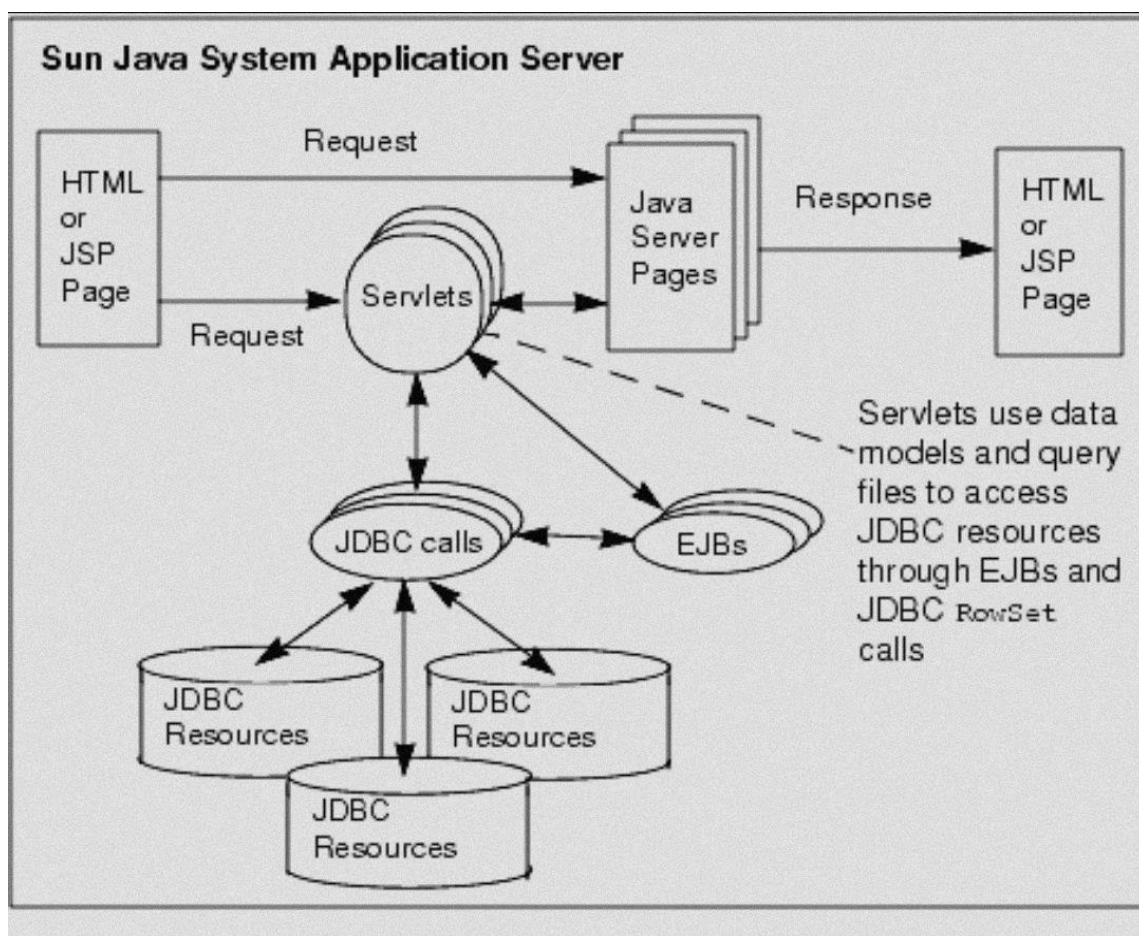 Sun Java System Application Server
Request
HTML
or
JSP
Page
Java
Server
Pages
Response
HTML
or
JSP
Page
Servlets
Request
Servlets use data
models and query
files to access
JDBC resources
through EJBs and
JDBC RowSet
calls
JDBC calls
EJBs
JDBC
Resources
JDBC
Resources
JDBC
Resources